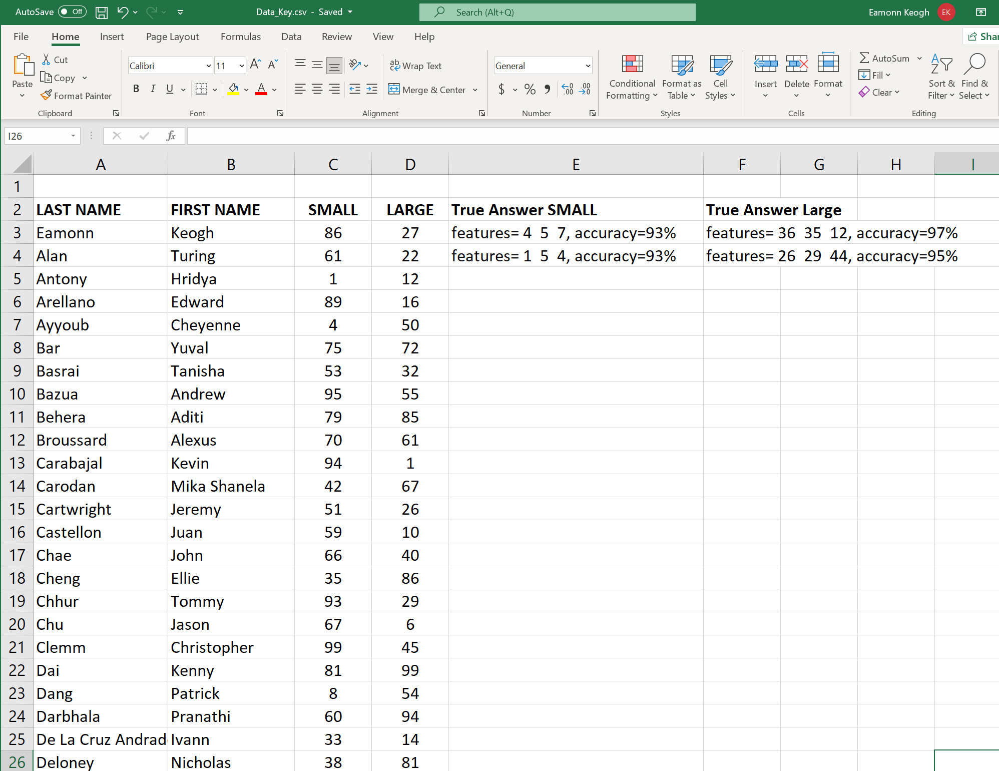 AutoSave Off Data_Key.csv - Saved Search (Alt+Q) Eamonn Keogh EK
File Home Insert Page Layout Formulas Data Review View Help Shar
Paste Cut Copy Format Painter Clipboard
Calibri 11 B I U A Font
ab Wrap Text Merge & Center Alignment
General $ % 9 .00 .00 Number
Conditional Formatting Format as Table Cell Styles Styles
Insert Delete Format Cells
AutoSum Fill Clear Sort & Filter Find & Select Editing
I26 fx
A B C D E F G H I
1
2 LAST NAME FIRST NAME SMALL LARGE True Answer SMALL True Answer Large
3 Eamonn Keogh 86 27 features= 4 5 7, accuracy=93% features= 36 35 12, accuracy=97%
4 Alan Turing 61 22 features= 1 5 4, accuracy=93% features= 26 29 44, accuracy=95%
5 Antony Hridya 1 12
6 Arellano Edward 89 16
7 Ayyoub Cheyenne 4 50
8 Bar Yuval 75 72
9 Basrai Tanisha 53 32
10 Bazua Andrew 95 55
11 Behera Aditi 79 85
12 Broussard Alexus 70 61
13 Carabajal Kevin 94 1
14 Carodan Mika Shanela 42 67
15 Cartwright Jeremy 51 26
16 Castellon Juan 59 10
17 Chae John 66 40
18 Cheng Ellie 35 86
19 Chhur Tommy 93 29
20 Chu Jason 67 6
21 Clemm Christopher 99 45
22 Dai Kenny 81 99
23 Dang Patrick 8 54
24 Darbhala Pranathi 60 94
25 De La Cruz Andrad Ivann 33 14
26 Deloney Nicholas 38 81